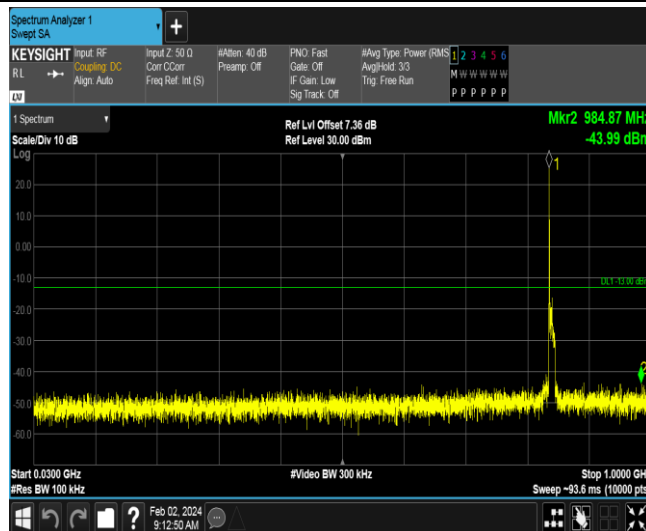 Spectrum Analyzer 1
Swept SA
+
KEYSIGHT Input: RF Input Z: 50 Ω #Atten: 40 dB PNO: Fast #Avg Type: Power (RMS 1 2 3 4 5 6
RL Coupling: DC Corr CCorr Preamp: Off Gate: Off Avg|Hold: 3/3 M W W W W W
Align: Auto Freq Ref: Int (S) IF Gain: Low Trig: Free Run
Sig Track: Off P P P P P P
LXI
1 Spectrum
Scale/Div 10 dB
Log
Ref Lvl Offset 7.36 dB
Ref Level 30.00 dBm
Mkr2 984.87 MHz
-43.99 dBm
1
20.0
10.0
0.00
-10.0
DL1 -13.00 dBm
-20.0
-30.0
-40.0
2
-50.0
-60.0
Start 0.0300 GHz #Video BW 300 kHz Stop 1.0000 GH
#Res BW 100 kHz Sweep ~93.6 ms (10000 pts
? Feb 02, 2024
9:12:50 AM